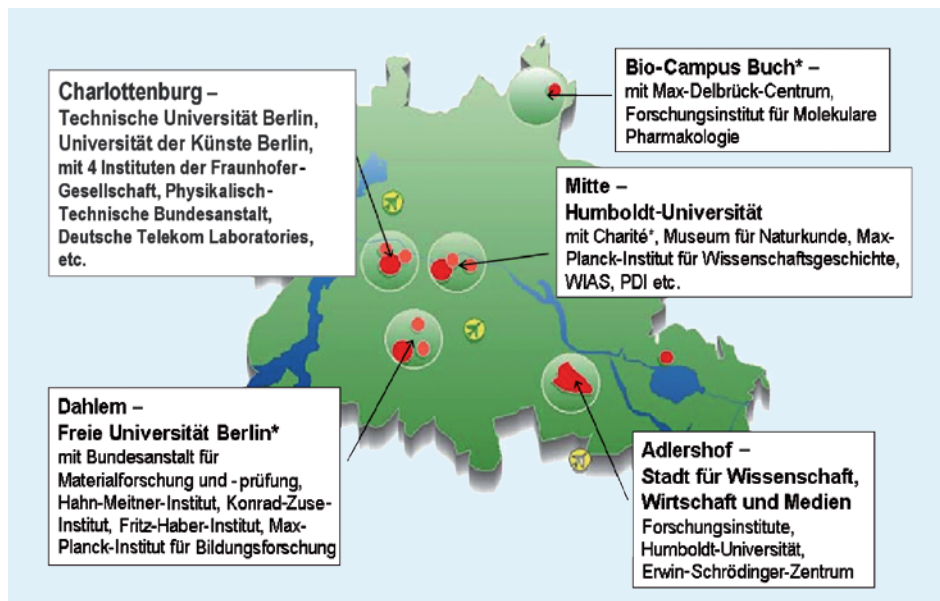 Charlottenburg –
Technische Universität Berlin,
Universität der Künste Berlin,
mit 4 Instituten der Fraunhofer-
Gesellschaft, Physikalisch-
Technische Bundesanstalt,
Deutsche Telekom Laboratories,
etc.
Bio-Campus Buch* –
mit Max-Delbrück-Centrum,
Forschungsinstitut für Molekulare
Pharmakologie
Mitte –
Humboldt-Universität
mit Charité*, Museum für Naturkunde, Max-
Planck-Institut für Wissenschaftsgeschichte,
WIAS, PDI etc.
Dahlem –
Freie Universität Berlin*
mit Bundesanstalt für
Materialforschung und -prüfung,
Hahn-Meitner-Institut, Konrad-Zuse-
Institut, Fritz-Haber-Institut, Max-
Planck-Institut für Bildungsforschung
Adlershof –
Stadt für Wissenschaft,
Wirtschaft und Medien
Forschungsinstitute,
Humboldt-Universität,
Erwin-Schrödinger-Zentrum